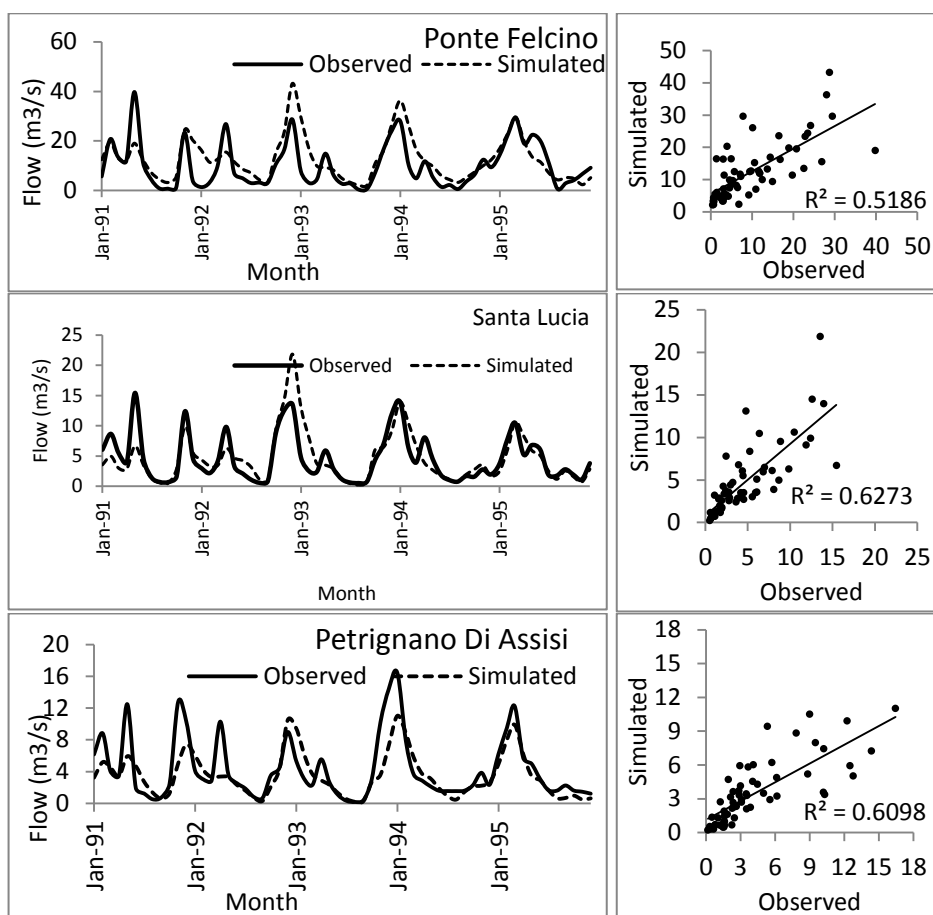 Ponte Felcino
Observed
Simulated
Flow (m3/s)
60
40
20
0
Jan-91
Jan-92
Jan-93
Jan-94
Jan-95
Month
Simulated
50
40
30
20
10
0
R² = 0.5186
0 10 20 30 40 50
Observed
Santa Lucia
Observed
Simulated
Flow (m3/s)
25
20
15
10
5
0
Jan-91
Jan-92
Jan-93
Jan-94
Jan-95
Month
Simulated
25
20
15
10
5
0
R² = 0.6273
0 5 10 15 20 25
Observed
Petrignano Di Assisi
Observed
Simulated
Flow (m3/s)
20
16
12
8
4
0
Jan-91
Jan-92
Jan-93
Jan-94
Jan-95
Month
Simulated
18
15
12
9
6
3
0
R² = 0.6098
0 3 6 9 12 15 18
Observed